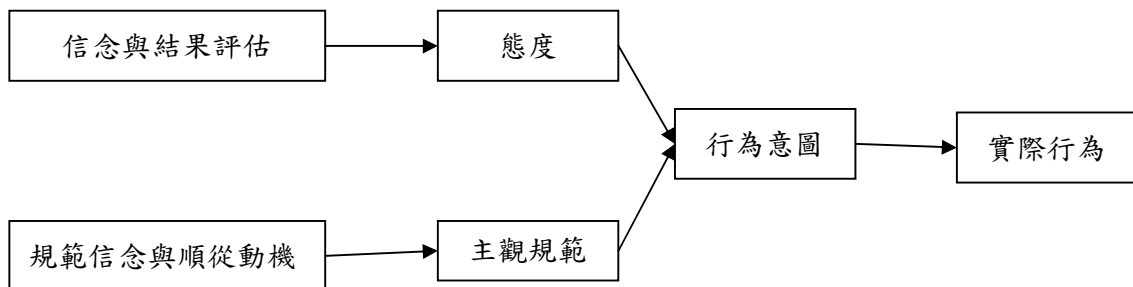 信念與結果評估
態度
行為意圖
實際行為
規範信念與順從動機
主觀規範